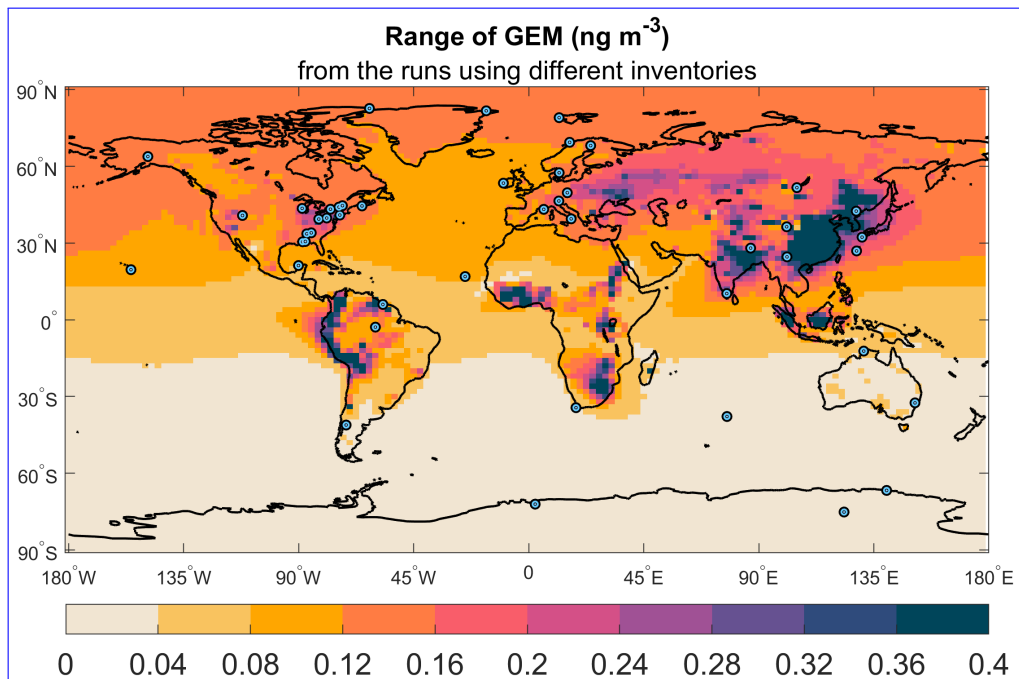 Range of GEM (ng m-3)
from the runs using different inventories
90°N
60°N
30°N
0°
30°S
60°S
90°S
180°W 135°W 90°W 45°W 0 45°E 90°E 135°E 180°E
0 0.04 0.08 0.12 0.16 0.2 0.24 0.28 0.32 0.36 0.4